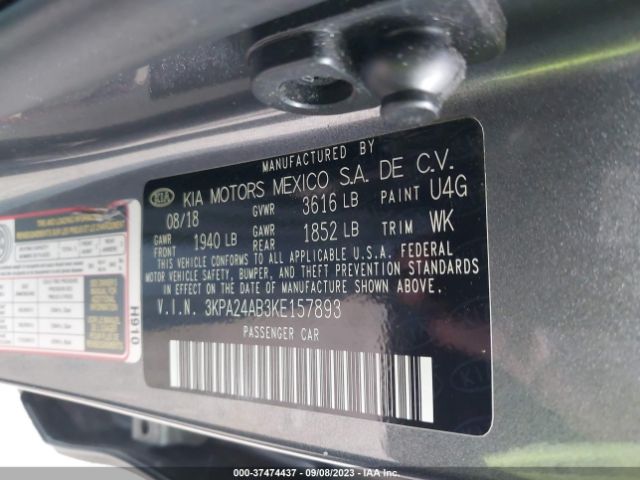 MANUFACTURED BY
KIA KIA MOTORS MEXICO S.A. DE C.V.
08/18 GVWR 3616 LB PAINT U4G
GAWR FRONT 1940 LB GAWR REAR 1852 LB TRIM WK
THIS VEHICLE CONFORMS TO ALL APPLICABLE U.S.A. FEDERAL
MOTOR VEHICLE SAFETY, BUMPER, AND THEFT PREVENTION STANDARDS
IN EFFECT ON THE DATE OF MANUFACTURE SHOWN ABOVE.
V.I.N. 3KPA24AB3KE157893
PASSENGER CAR
H910
000-37474437 - 09/08/2023 - IAA Inc.